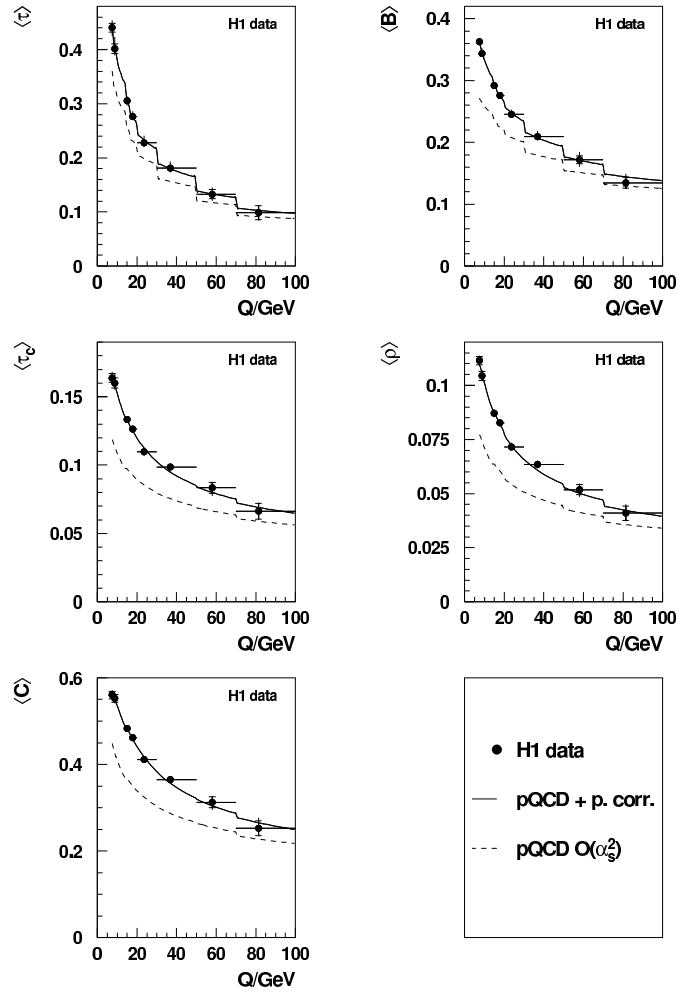 ⟨τ⟩
H1 data
0.4
0.3
0.2
0.1
0
0 20 40 60 80 100
Q/GeV
⟨B⟩
H1 data
0.4
0.3
0.2
0.1
0
0 20 40 60 80 100
Q/GeV
⟨τc⟩
H1 data
0.15
0.1
0.05
0
0 20 40 60 80 100
Q/GeV
⟨ρ⟩
H1 data
0.1
0.075
0.05
0.025
0
0 20 40 60 80 100
Q/GeV
⟨C⟩
H1 data
0.6
0.4
0.2
0
0 20 40 60 80 100
Q/GeV
H1 data
pQCD + p. corr.
pQCD O(αs²)